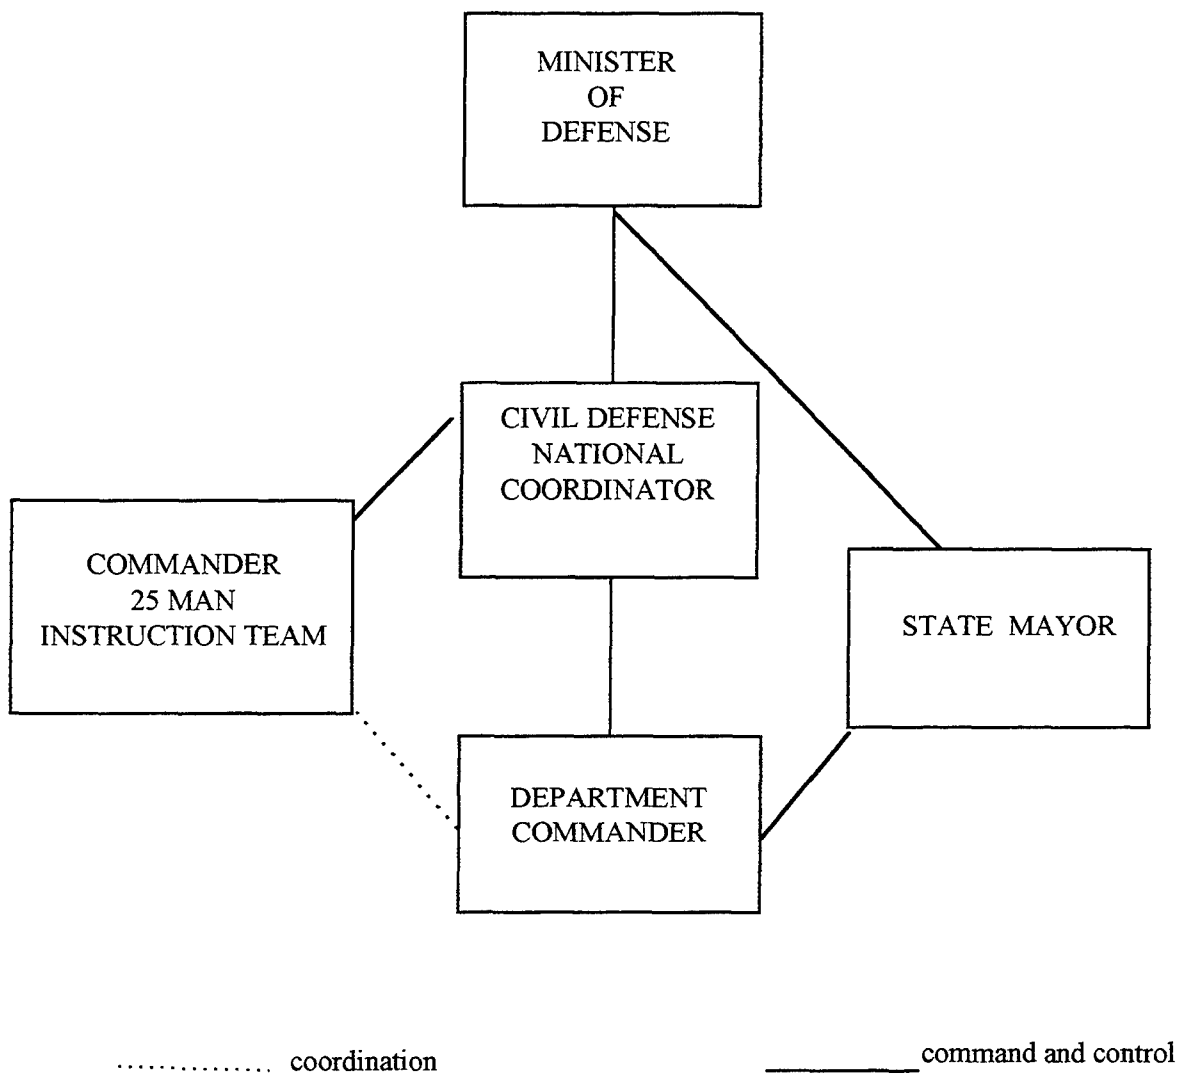 MINISTER
OF
DEFENSE
CIVIL DEFENSE
NATIONAL
COORDINATOR
COMMANDER
25 MAN
INSTRUCTION TEAM
STATE MAYOR
DEPARTMENT
COMMANDER
coordination
command and control